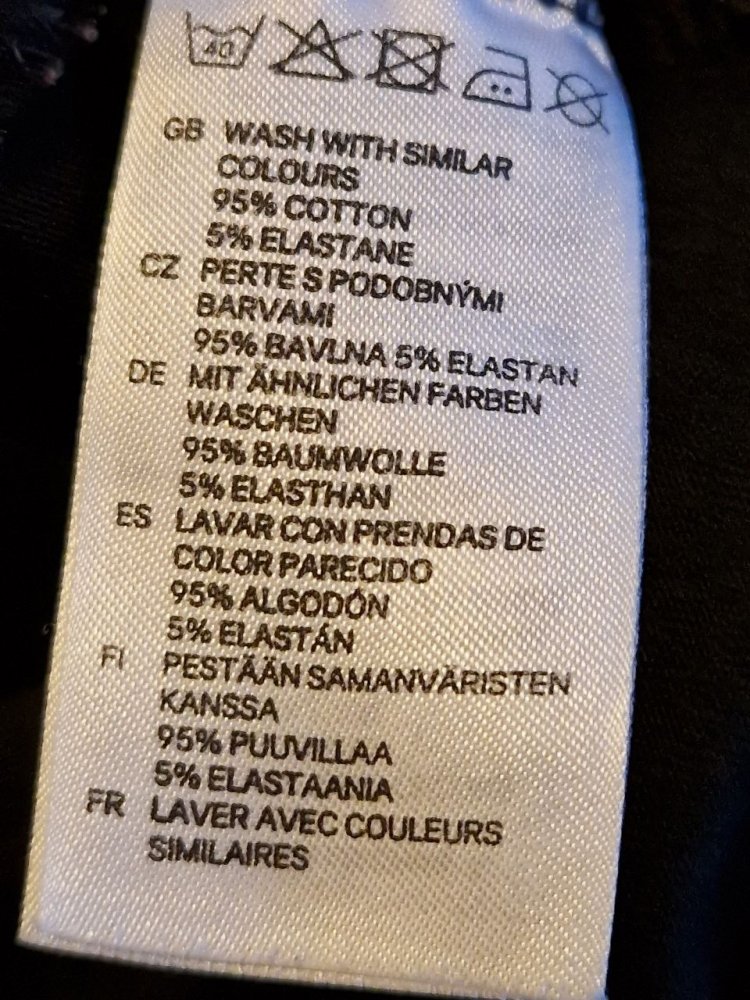 40
GB WASH WITH SIMILAR
COLOURS
95% COTTON
5% ELASTANE
CZ PERTE S PODOBNÝMI
BARVAMI
95% BAVLNA 5% ELASTAN
DE MIT ÄHNLICHEN FARBEN
WASCHEN
95% BAUMWOLLE
5% ELASTHAN
ES LAVAR CON PRENDAS DE
COLOR PARECIDO
95% ALGODÓN
5% ELASTÁN
FI PESTÄÄN SAMANVÄRISTEN
KANSSA
95% PUUVILLAA
5% ELASTAANIA
FR LAVER AVEC COULEURS
SIMILAIRES